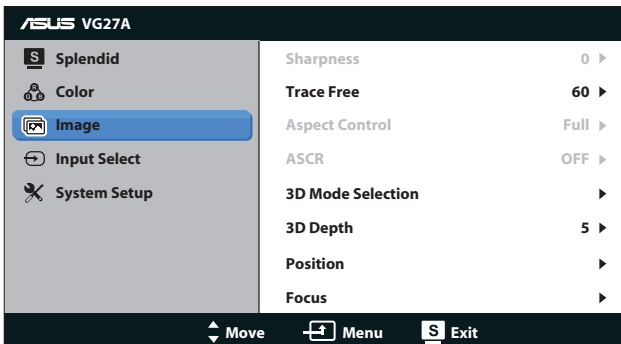 ASUS VG27A
S Splendid
Color
Image
Input Select
System Setup
Sharpness 0
Trace Free 60
Aspect Control Full
ASCR OFF
3D Mode Selection
3D Depth 5
Position
Focus
Move Menu S Exit